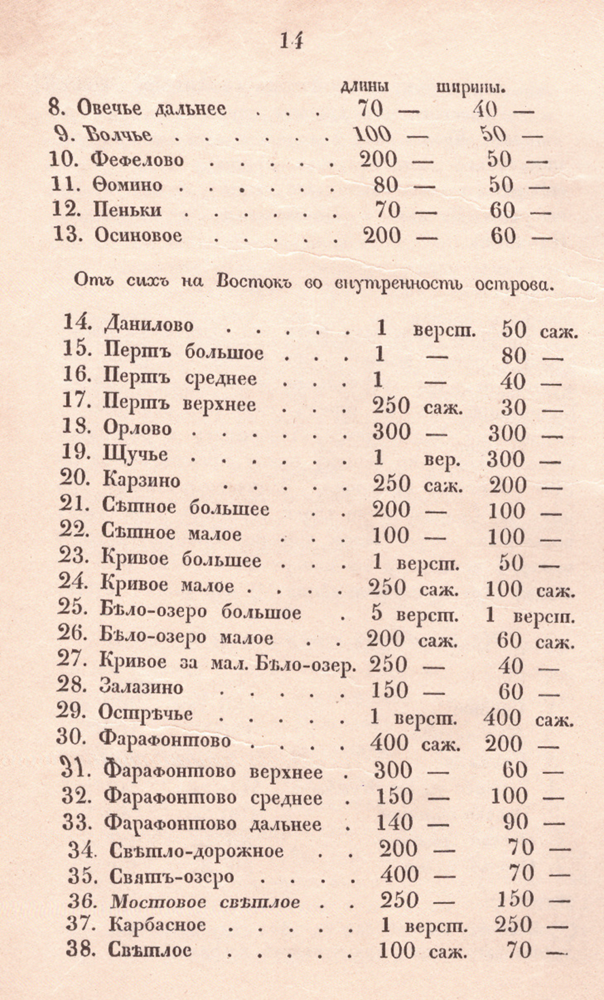 14
длины ширины.
8. Овечье дальнее . . . 70 — 40 —
9. Волчье . . . . . . 100 — 50 —
10. Фефелово . . . . . 200 — 50 —
11. Ѳомино . . . . . . 80 — 50 —
12. Пеньки . . . . . . 70 — 60 —
13. Осиновое . . . . . 200 — 60 —
Отъ сихъ на Востокъ во внутренность острова.
14. Данилово . . . . . 1 верст. 50 саж.
15. Пертъ большое . . . 1 — 80 —
16. Пертъ среднее . . . 1 — 40 —
17. Пертъ верхнее . . . 250 саж. 30 —
18. Орлово . . . . . . 300 — 300 —
19. Щучье . . . . . . 1 вер. 300 —
20. Карзино . . . . . 250 саж. 200 —
21. Сѣтное большее . . 200 — 100 —
22. Сѣтное малое . . . 100 — 100 —
23. Кривое большее . . . 1 верст. 50 —
24. Кривое малое . . . . 250 саж. 100 саж.
25. Бѣло-озеро большое . 5 верст. 1 верст.
26. Бѣло-озеро малое . . 200 саж. 60 саж.
27. Кривое за мал. Бѣло-озер. 250 — 40 —
28. Залазино . . . . . 150 — 60 —
29. Острѣчье . . . . . 1 верст. 400 саж.
30. Фарафонтово . . . . 400 саж. 200 —
31. Фарафонтово верхнее . 300 — 60 —
32. Фарафонтово среднее . 150 — 100 —
33. Фарафонтово дальнее . 140 — 90 —
34. Свѣтло-дорожное . . 200 — 70 —
35. Святъ-озеро . . . . 400 — 70 —
36. Мостовое свѣтлое . . 250 — 150 —
37. Карбасное . . . . . 1 верст. 250 —
38. Свѣтлое . . . . . 100 саж. 70 —